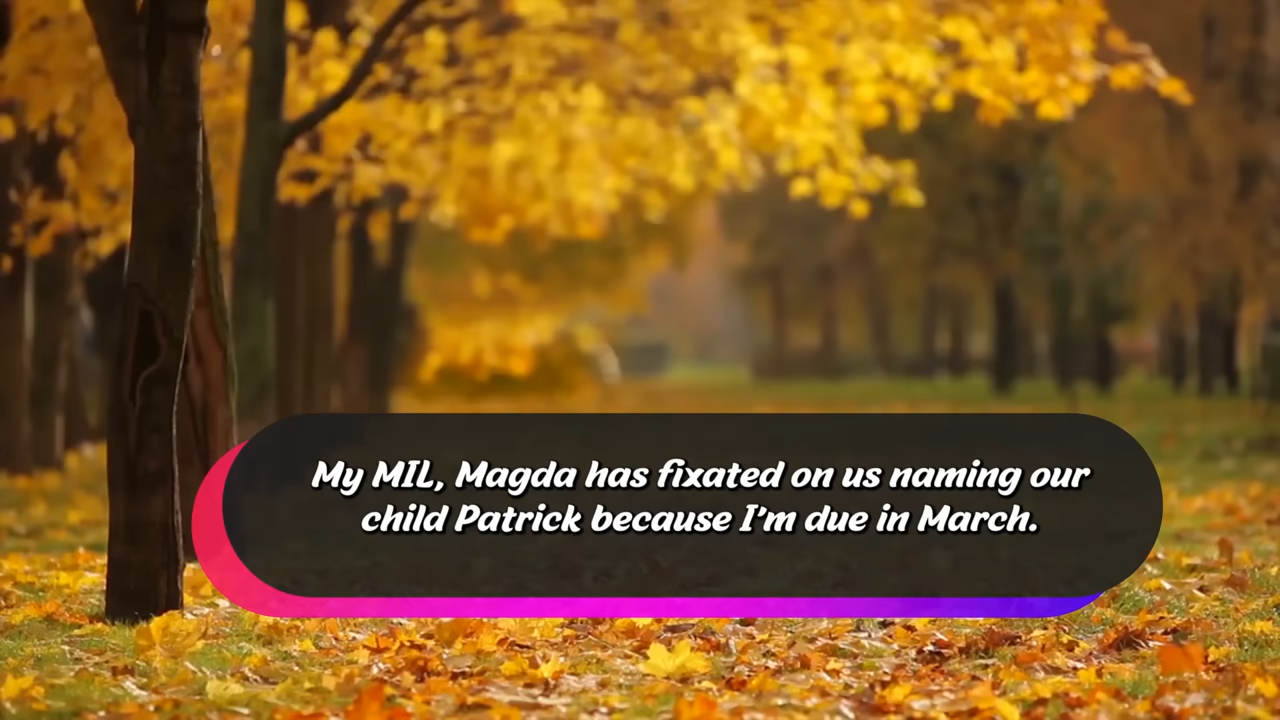 My MIL, Magda has fixated on us naming our
child Patrick because I'm due in March.